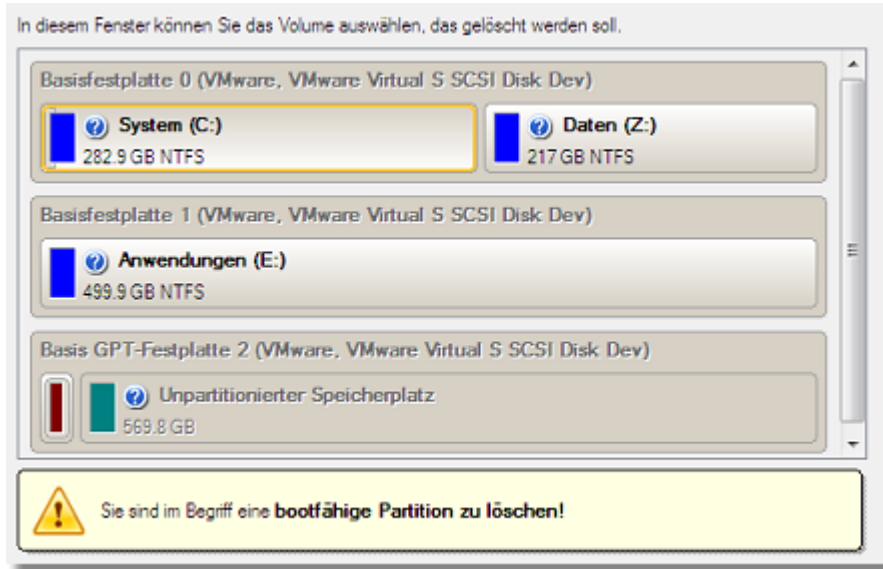 In diesem Fenster können Sie das Volume auswählen, das gelöscht werden soll.
Basisfestplatte 0 (VMware, VMware Virtual S SCSI Disk Dev)
System (C:)
282.9 GB NTFS
Daten (Z:)
217 GB NTFS
Basisfestplatte 1 (VMware, VMware Virtual S SCSI Disk Dev)
Anwendungen (E:)
499.9 GB NTFS
Basis GPT-Festplatte 2 (VMware, VMware Virtual S SCSI Disk Dev)
Unpartitionierter Speicherplatz
569.8 GB
Sie sind im Begriff eine bootfähige Partition zu löschen!